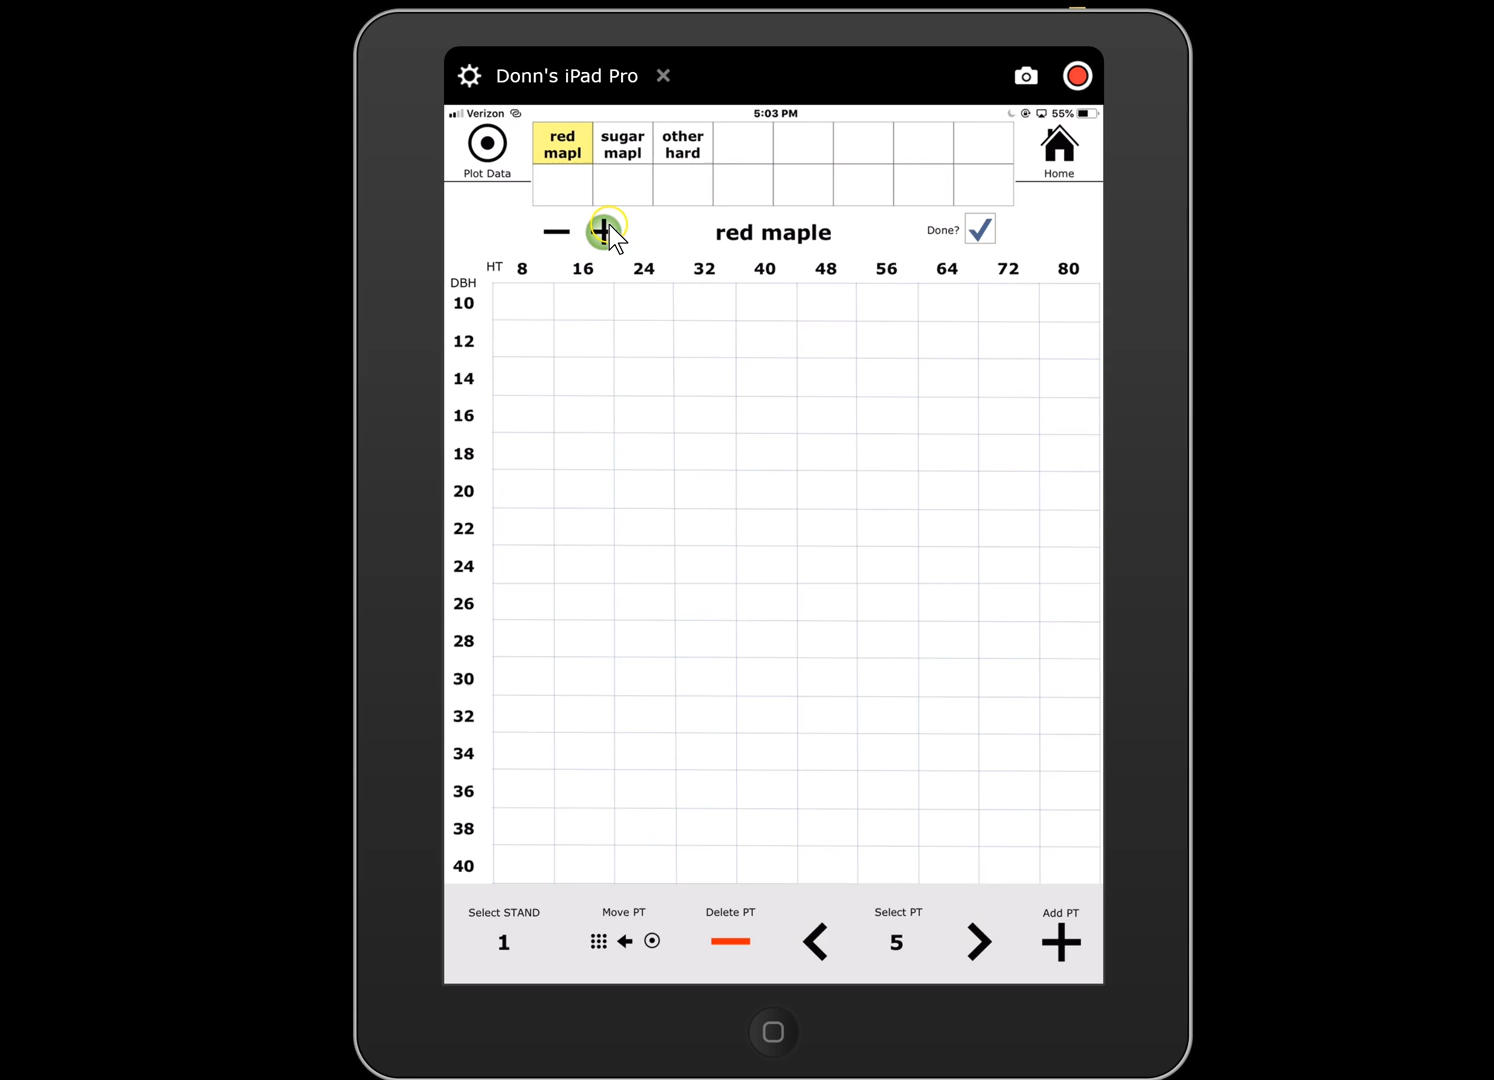 Donn's iPad Pro
Verizon
5:03 PM
55%
Plot Data
red
mapl
sugar
mapl
other
hard
Home
red maple
Done?
HT 8 16 24 32 40 48 56 64 72 80
DBH
10
12
14
16
18
20
22
24
26
28
30
32
34
36
38
40
Select STAND
1
Move PT
Delete PT
Select PT
5
Add PT